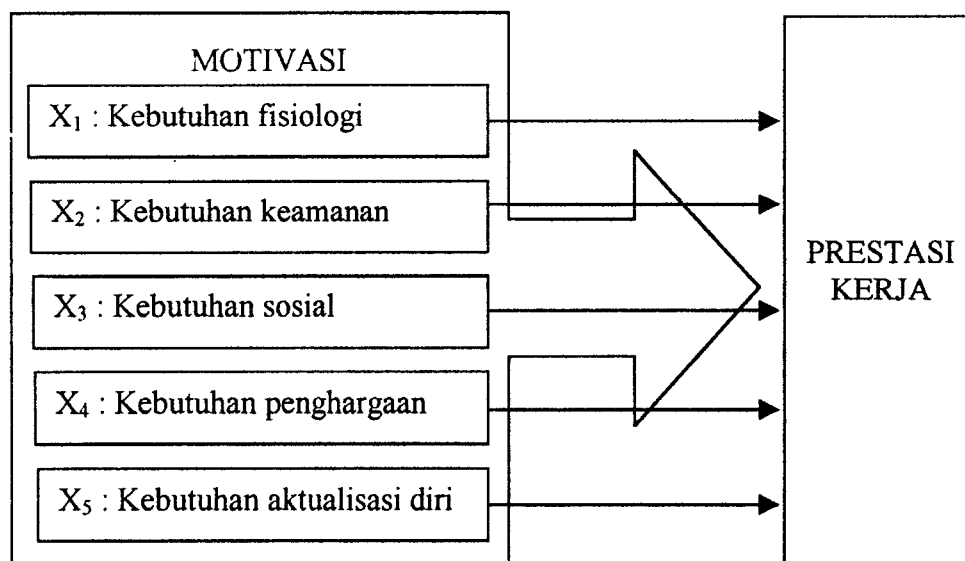 MOTIVASI
X₁ : Kebutuhan fisiologi
X₂ : Kebutuhan keamanan
X₃ : Kebutuhan sosial
X₄ : Kebutuhan penghargaan
X₅ : Kebutuhan aktualisasi diri
PRESTASI
KERJA